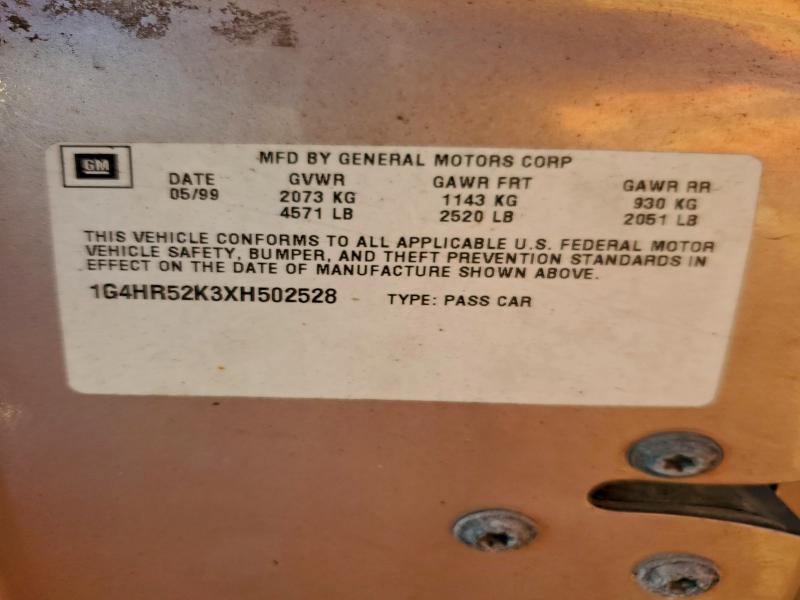 GM
MFD BY GENERAL MOTORS CORP
DATE GVWR GAWR FRT GAWR RR
05/99 2073 KG 1143 KG 930 KG
4571 LB 2520 LB 2051 LB
THIS VEHICLE CONFORMS TO ALL APPLICABLE U.S. FEDERAL MOTOR
VEHICLE SAFETY, BUMPER, AND THEFT PREVENTION STANDARDS IN
EFFECT ON THE DATE OF MANUFACTURE SHOWN ABOVE.
1G4HR52K3XH502528 TYPE: PASS CAR